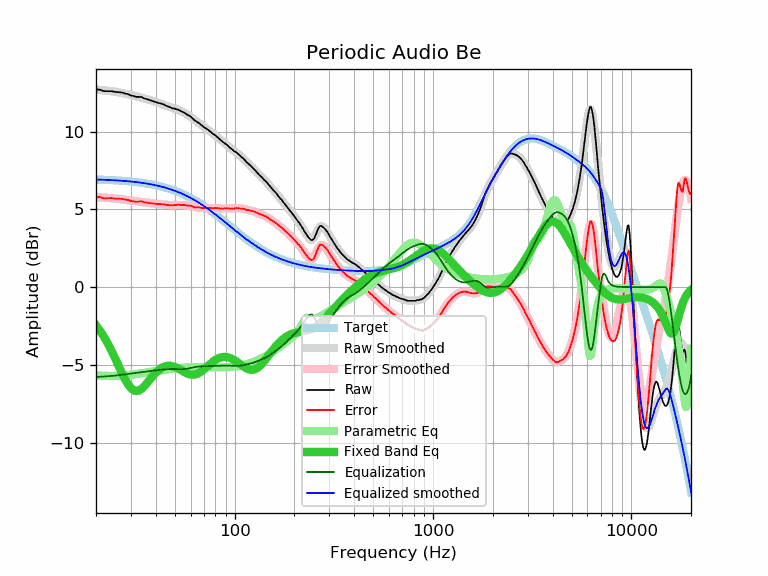 Periodic Audio Be
Amplitude (dBr)
10
5
0
−5
−10
Target
Raw Smoothed
Error Smoothed
Raw
Error
Parametric Eq
Fixed Band Eq
Equalization
Equalized smoothed
100 1000 10000
Frequency (Hz)